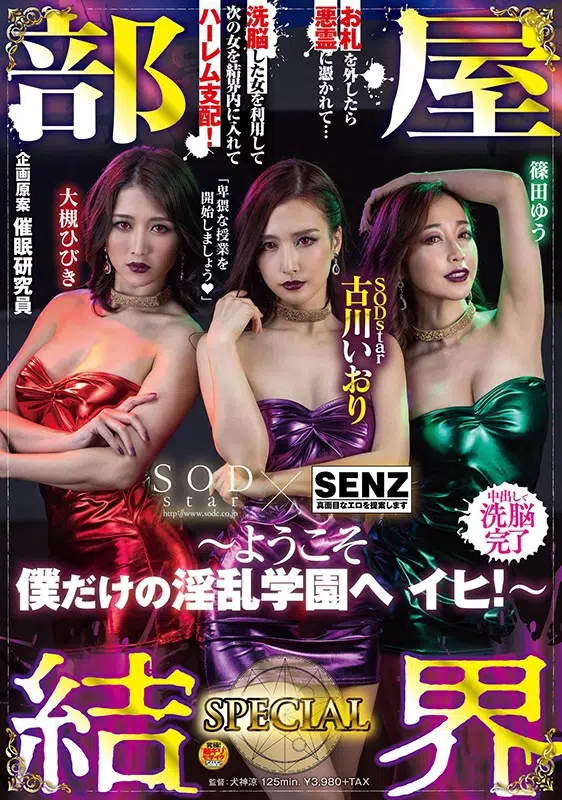 部屋
結界
お札を外したら
悪霊に憑かれて…
洗脳した女を利用して
次の女を結界内に入れて
ハーレム支配!
企画原案 催眠研究員
大槻ひびき
「卑猥な授業を
開始しましょう♥」
SODstar
古川いおり
篠田ゆう
SOD
star
http://www.sode.co.jp
×
SENZ
真面目なエロを提案します
中出しで
洗脳
完了
~ようこそ
僕だけの淫乱学園へ イヒ!~
SPECIAL
監督:犬神涼 125min. ¥3,980+TAX